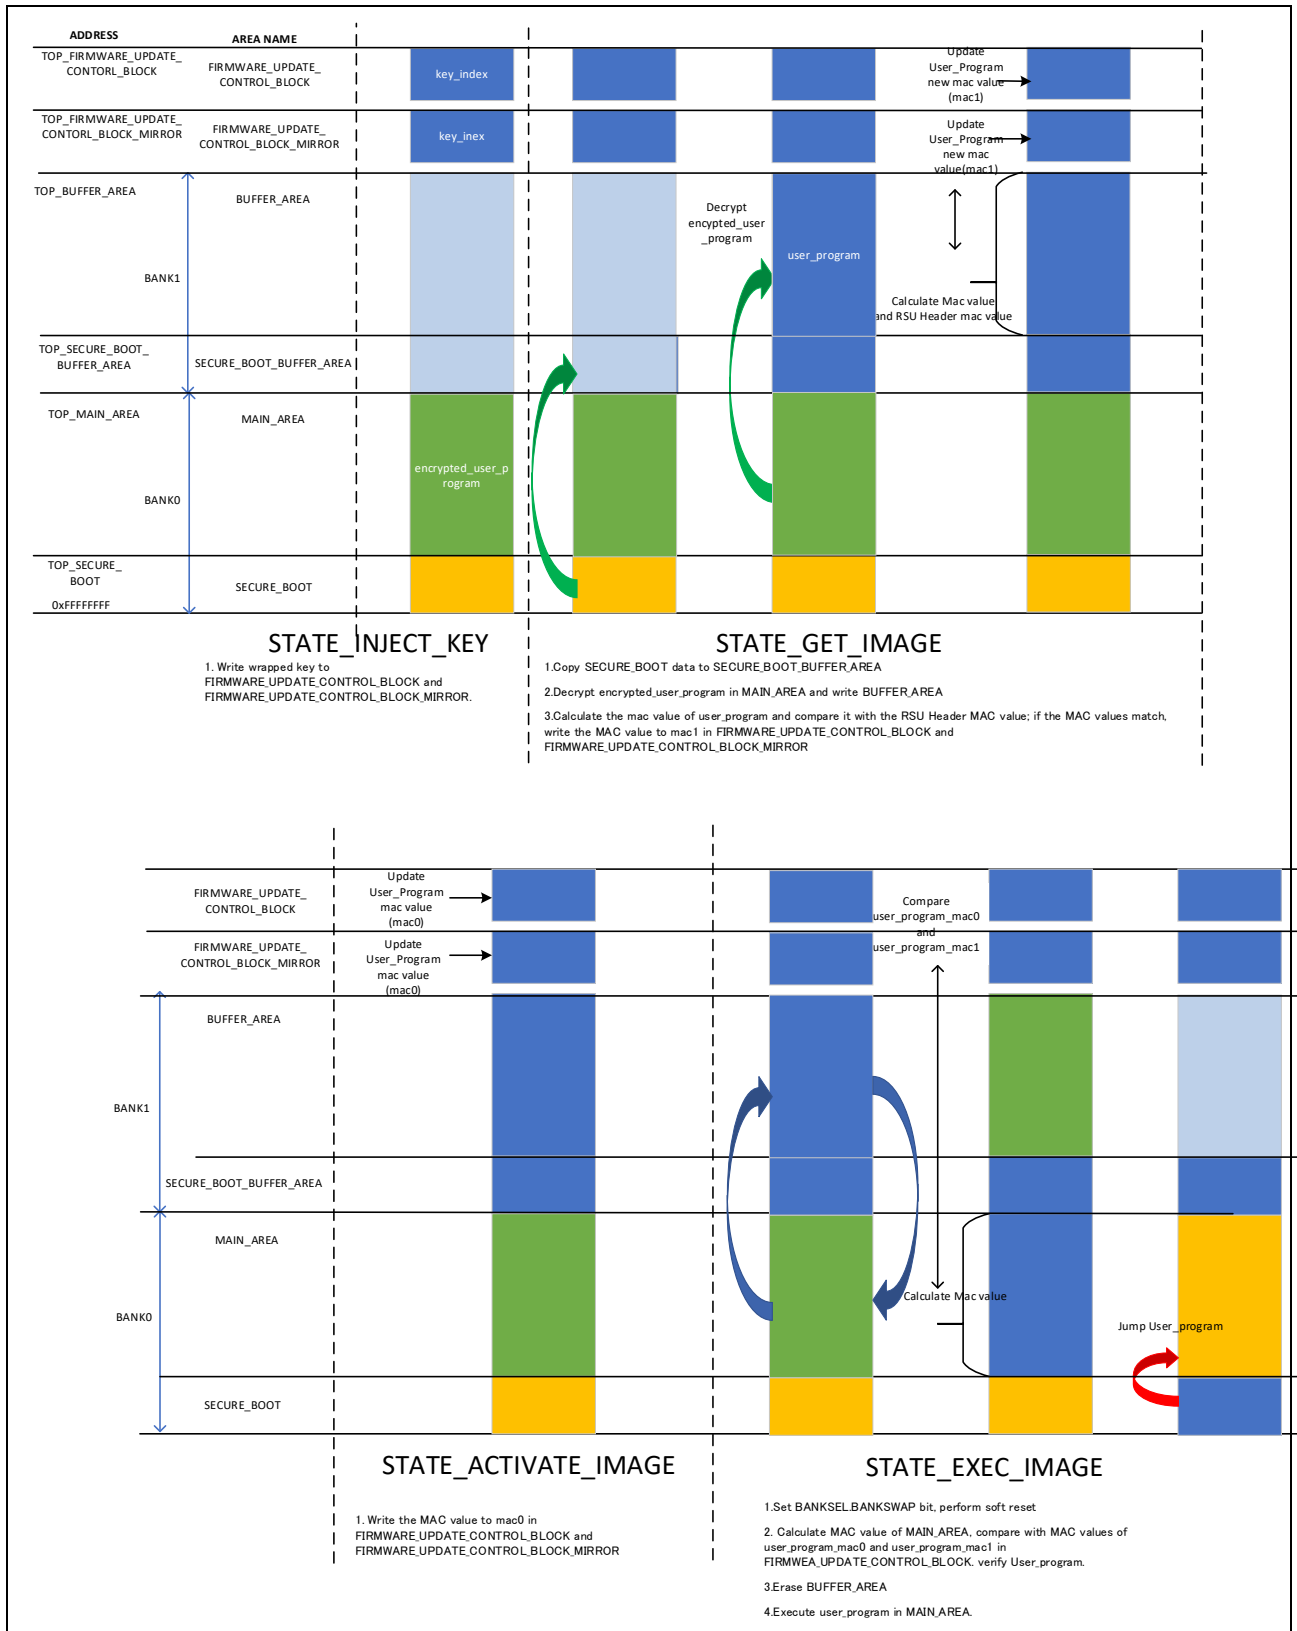 ADDRESS
AREA NAME
TOP_FIRMWARE_UPDATE_
CONTORL_BLOCK
FIRMWARE_UPDATE_
CONTROL_BLOCK
key_index
Update
User_Program
new mac value
(mac1)
TOP_FIRMWARE_UPDATE_
CONTORL_BLOCK_MIRROR
FIRMWARE_UPDATE_
CONTROL_BLOCK_MIRROR
key_inex
Update
User_Program
new mac
value(mac1)
TOP_BUFFER_AREA
BUFFER_AREA
Decrypt
encrypted_user
_program
user_program
BANK1
Calculate Mac value
and RSU Header mac value
TOP_SECURE_BOOT_
BUFFER_AREA
SECURE_BOOT_BUFFER_AREA
TOP_MAIN_AREA
MAIN_AREA
encrypted_user_p
rogram
BANK0
TOP_SECURE_
BOOT
0xFFFFFFFF
SECURE_BOOT
STATE_INJECT_KEY
1. Write wrapped key to
FIRMWARE_UPDATE_CONTROL_BLOCK and
FIRMWARE_UPDATE_CONTROL_BLOCK_MIRROR.
STATE_GET_IMAGE
1.Copy SECURE_BOOT data to SECURE_BOOT_BUFFER_AREA
2.Decrypt encrypted_user_program in MAIN_AREA and write BUFFER_AREA
3.Calculate the mac value of user_program and compare it with the RSU Header MAC value; if the MAC values match,
write the MAC value to mac1 in FIRMWARE_UPDATE_CONTROL_BLOCK and
FIRMWARE_UPDATE_CONTROL_BLOCK_MIRROR
FIRMWARE_UPDATE_
CONTROL_BLOCK
Update
User_Program
mac value
(mac0)
Compare
user_program_mac0
and
user_program_mac1
FIRMWARE_UPDATE_
CONTROL_BLOCK_MIRROR
Update
User_Program
mac value
(mac0)
BUFFER_AREA
BANK1
SECURE_BOOT_BUFFER_AREA
MAIN_AREA
Calculate Mac value
BANK0
Jump User_program
SECURE_BOOT
STATE_ACTIVATE_IMAGE
1. Write the MAC value to mac0 in
FIRMWARE_UPDATE_CONTROL_BLOCK and
FIRMWARE_UPDATE_CONTROL_BLOCK_MIRROR
STATE_EXEC_IMAGE
1.Set BANKSEL.BANKSWAP bit, perform soft reset
2. Calculate MAC value of MAIN_AREA, compare with MAC values of
user_program_mac0 and user_program_mac1 in
FIRMWEA_UPDATE_CONTROL_BLOCK. verify User_program.
3.Erase BUFFER_AREA
4.Execute user_program in MAIN_AREA.